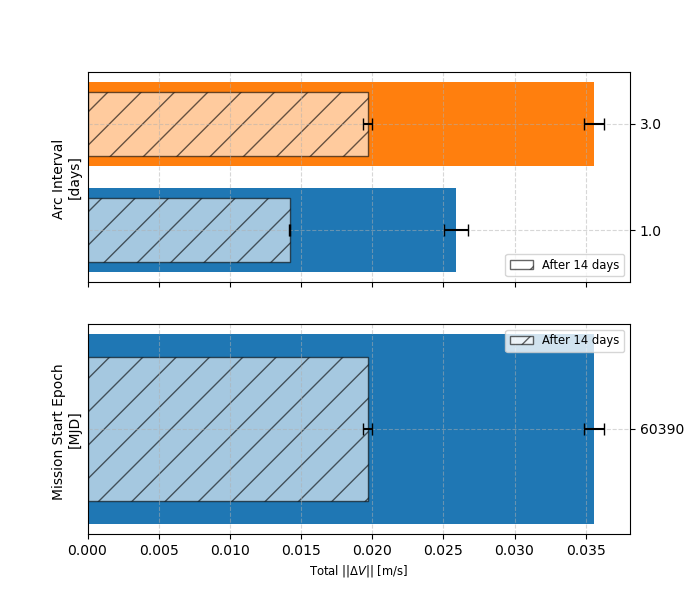 Arc Interval
[days]
3.0
1.0
After 14 days
Mission Start Epoch
[MJD]
After 14 days
60390
0.000 0.005 0.010 0.015 0.020 0.025 0.030 0.035
Total ||ΔV|| [m/s]